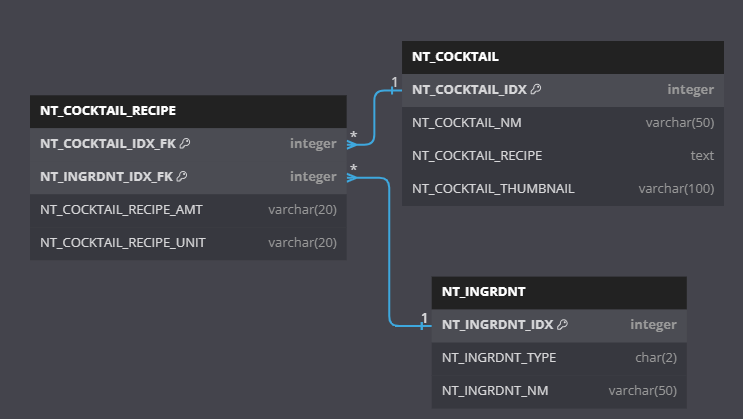 NT_COCKTAIL_RECIPE
NT_COCKTAIL_IDX_FK integer *
NT_INGRDNT_IDX_FK integer *
NT_COCKTAIL_RECIPE_AMT varchar(20)
NT_COCKTAIL_RECIPE_UNIT varchar(20)
NT_COCKTAIL
1 NT_COCKTAIL_IDX integer
NT_COCKTAIL_NM varchar(50)
NT_COCKTAIL_RECIPE text
NT_COCKTAIL_THUMBNAIL varchar(100)
NT_INGRDNT
1 NT_INGRDNT_IDX integer
NT_INGRDNT_TYPE char(2)
NT_INGRDNT_NM varchar(50)